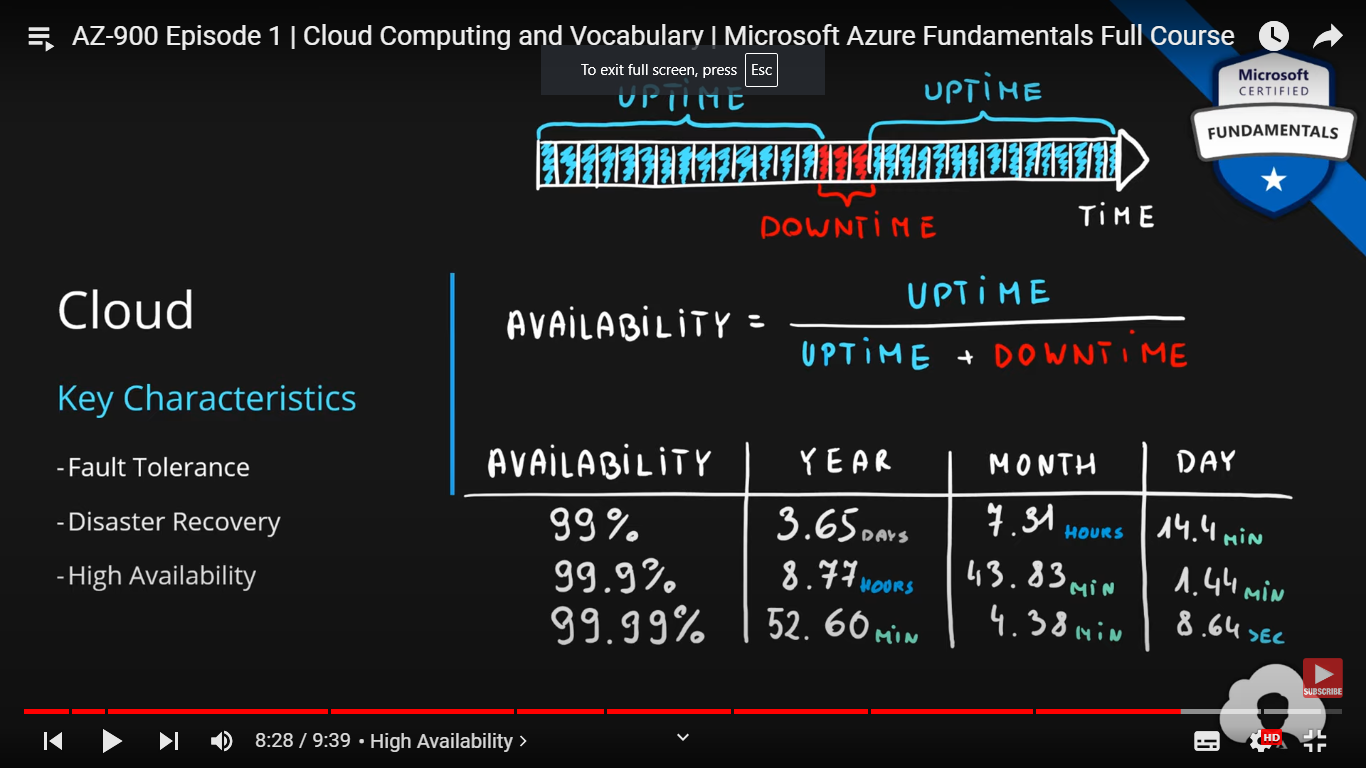 AZ-900 Episode 1 | Cloud Computing and Vocabulary | Microsoft Azure Fundamentals Full Course
To exit full screen, press Esc
Microsoft
CERTIFIED
FUNDAMENTALS
UPTiME UPTiME
DOWNTiME
TiME
Cloud
Key Characteristics
-Fault Tolerance
-Disaster Recovery
-High Availability
AVAiLABiLiTY = UPTiME
UPTiME + DOWNTiME
AVAiLABiLiTY YEAR MONTH DAY
99% 3.65 DAYS 7.31 HOURS 14.4 MiN
99.9% 8.77 HOURS 43.83 MiN 1.44 MiN
99.99% 52.60 MiN 4.38 MiN 8.64 SEC
SUBSCRIBE
8:28 / 9:39 • High Availability >
HD